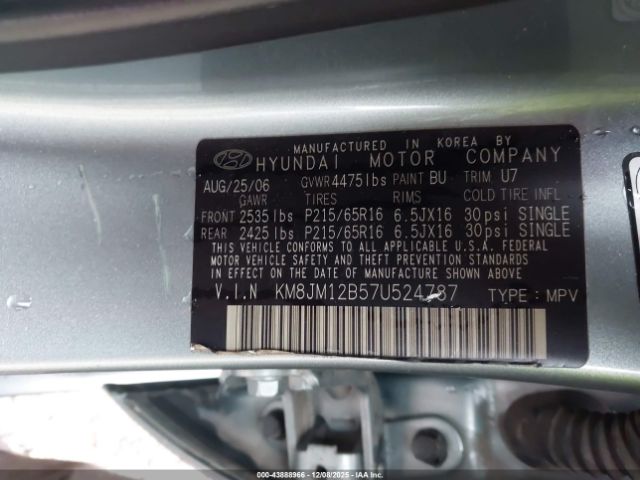 MANUFACTURED IN KOREA BY
HYUNDAI MOTOR COMPANY
AUG/25/06 GVWR 4475lbs PAINT BU TRIM U7
GAWR TIRES RIMS COLD TIRE INFL
FRONT 2535lbs P215/65R16 6.5JX16 30psi SINGLE
REAR 2425lbs P215/65R16 6.5JX16 30psi SINGLE
THIS VEHICLE CONFORMS TO ALL APPLICABLE U.S.A. FEDERAL
MOTOR VEHICLE SAFETY AND THEFT PREVENTION STANDARDS
IN EFFECT ON THE DATE OF MANUFACTURE SHOWN ABOVE
V.I.N KM8JM12B57U524787 TYPE : MPV
000-43888966 - 12/08/2025 - IAAI.com